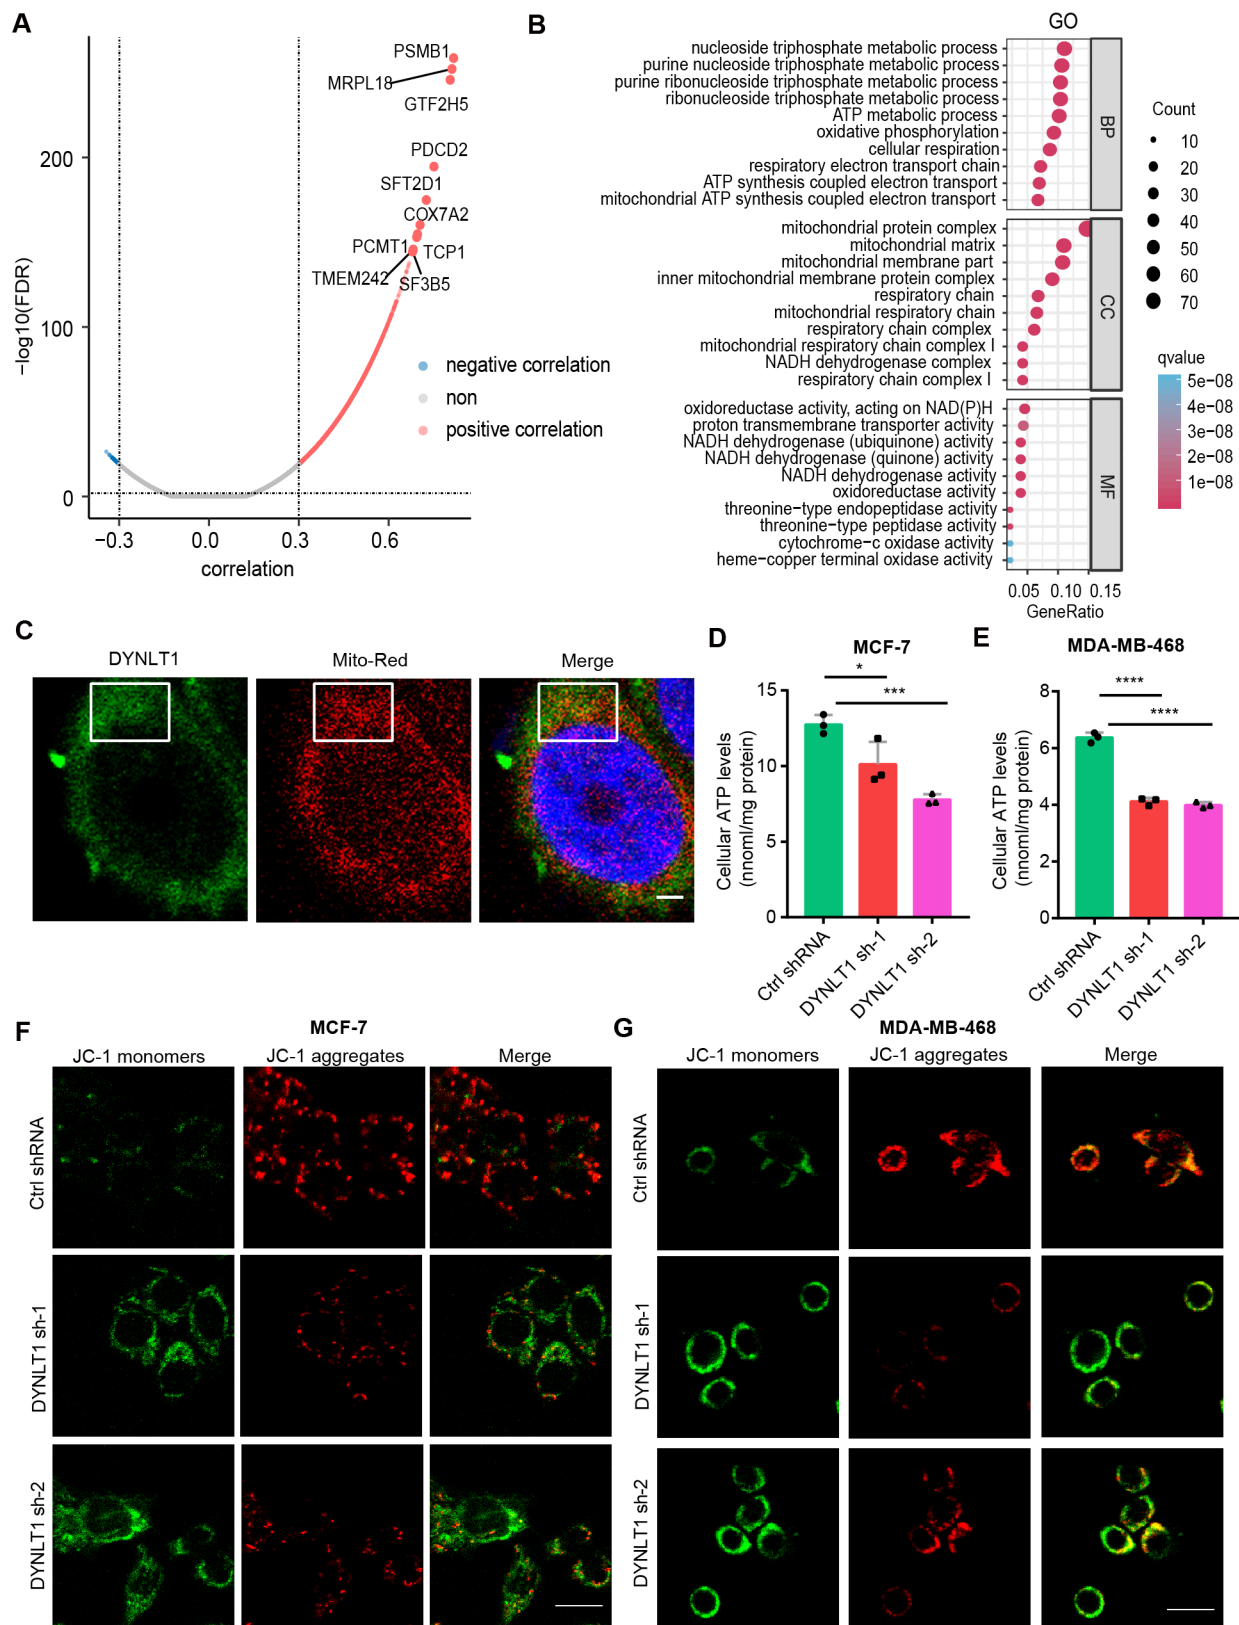 A
PSMB1
MRPL18
GTF2H5
PDCD2
SFT2D1
COX7A2
PCMT1
TCP1
TMEM242
SF3B5
200
100
0
−log10(FDR)
negative correlation
non
positive correlation
−0.3
0.0
0.3
0.6
correlation
B
GO
nucleoside triphosphate metabolic process
purine nucleoside triphosphate metabolic process
purine ribonucleoside triphosphate metabolic process
ribonucleoside triphosphate metabolic process
ATP metabolic process
oxidative phosphorylation
cellular respiration
respiratory electron transport chain
ATP synthesis coupled electron transport
mitochondrial ATP synthesis coupled electron transport
BP
mitochondrial protein complex
mitochondrial matrix
mitochondrial membrane part
inner mitochondrial membrane protein complex
respiratory chain
mitochondrial respiratory chain
respiratory chain complex
mitochondrial respiratory chain complex I
NADH dehydrogenase complex
respiratory chain complex I
CC
oxidoreductase activity, acting on NAD(P)H
proton transmembrane transporter activity
NADH dehydrogenase (ubiquinone) activity
NADH dehydrogenase (quinone) activity
NADH dehydrogenase activity
oxidoreductase activity
threonine−type endopeptidase activity
threonine−type peptidase activity
cytochrome−c oxidase activity
heme−copper terminal oxidase activity
MF
0.05 0.10 0.15
GeneRatio
Count
10
20
30
40
50
60
70
qvalue
5e−08
4e−08
3e−08
2e−08
1e−08
C
DYNLT1
Mito-Red
Merge
D
MCF-7
*
***
15
10
5
0
Cellular ATP levels
(nnoml/mg protein)
Ctrl shRNA
DYNLT1 sh-1
DYNLT1 sh-2
E
MDA-MB-468
****
****
8
6
4
2
0
Cellular ATP levels
(nnoml/mg protein)
Ctrl shRNA
DYNLT1 sh-1
DYNLT1 sh-2
F
MCF-7
JC-1 monomers
JC-1 aggregates
Merge
Ctrl shRNA
DYNLT1 sh-1
DYNLT1 sh-2
G
MDA-MB-468
JC-1 monomers
JC-1 aggregates
Merge
Ctrl shRNA
DYNLT1 sh-1
DYNLT1 sh-2